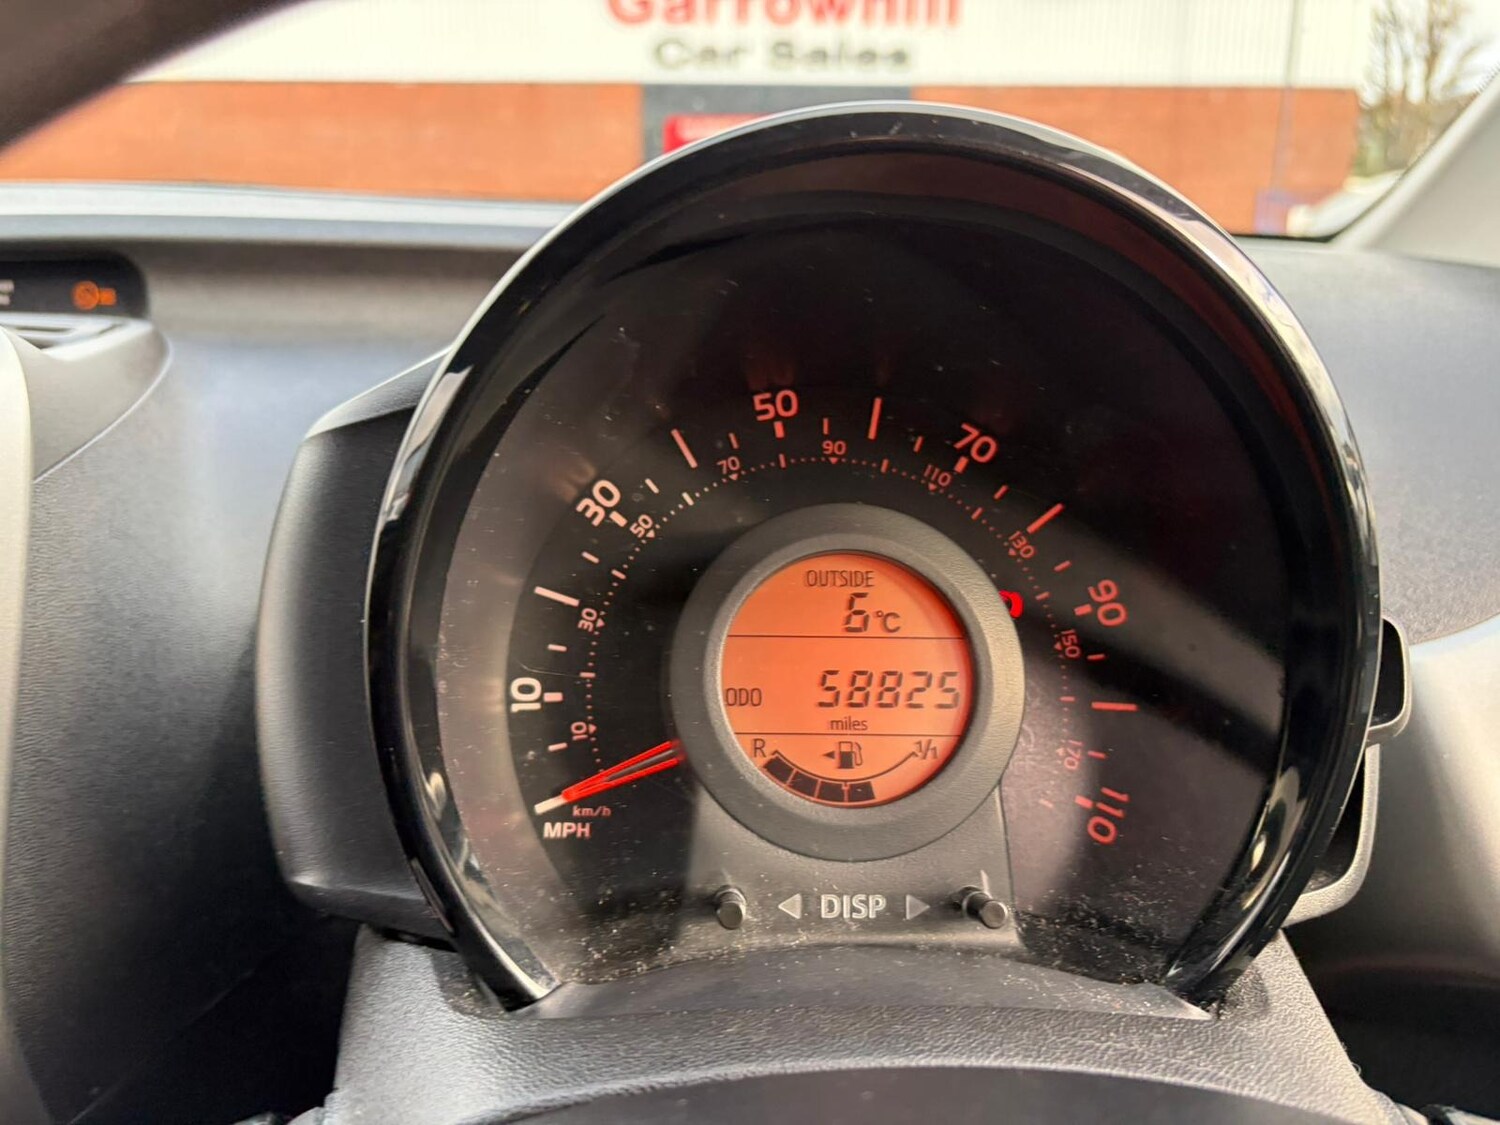 Garrowhill
Car Sales
10
30
50
70
90
110
10
30
50
70
90
110
130
150
170
km/h
MPH
OUTSIDE
6°C
ODO 58825
miles
R 1/1
◄ DISP ►